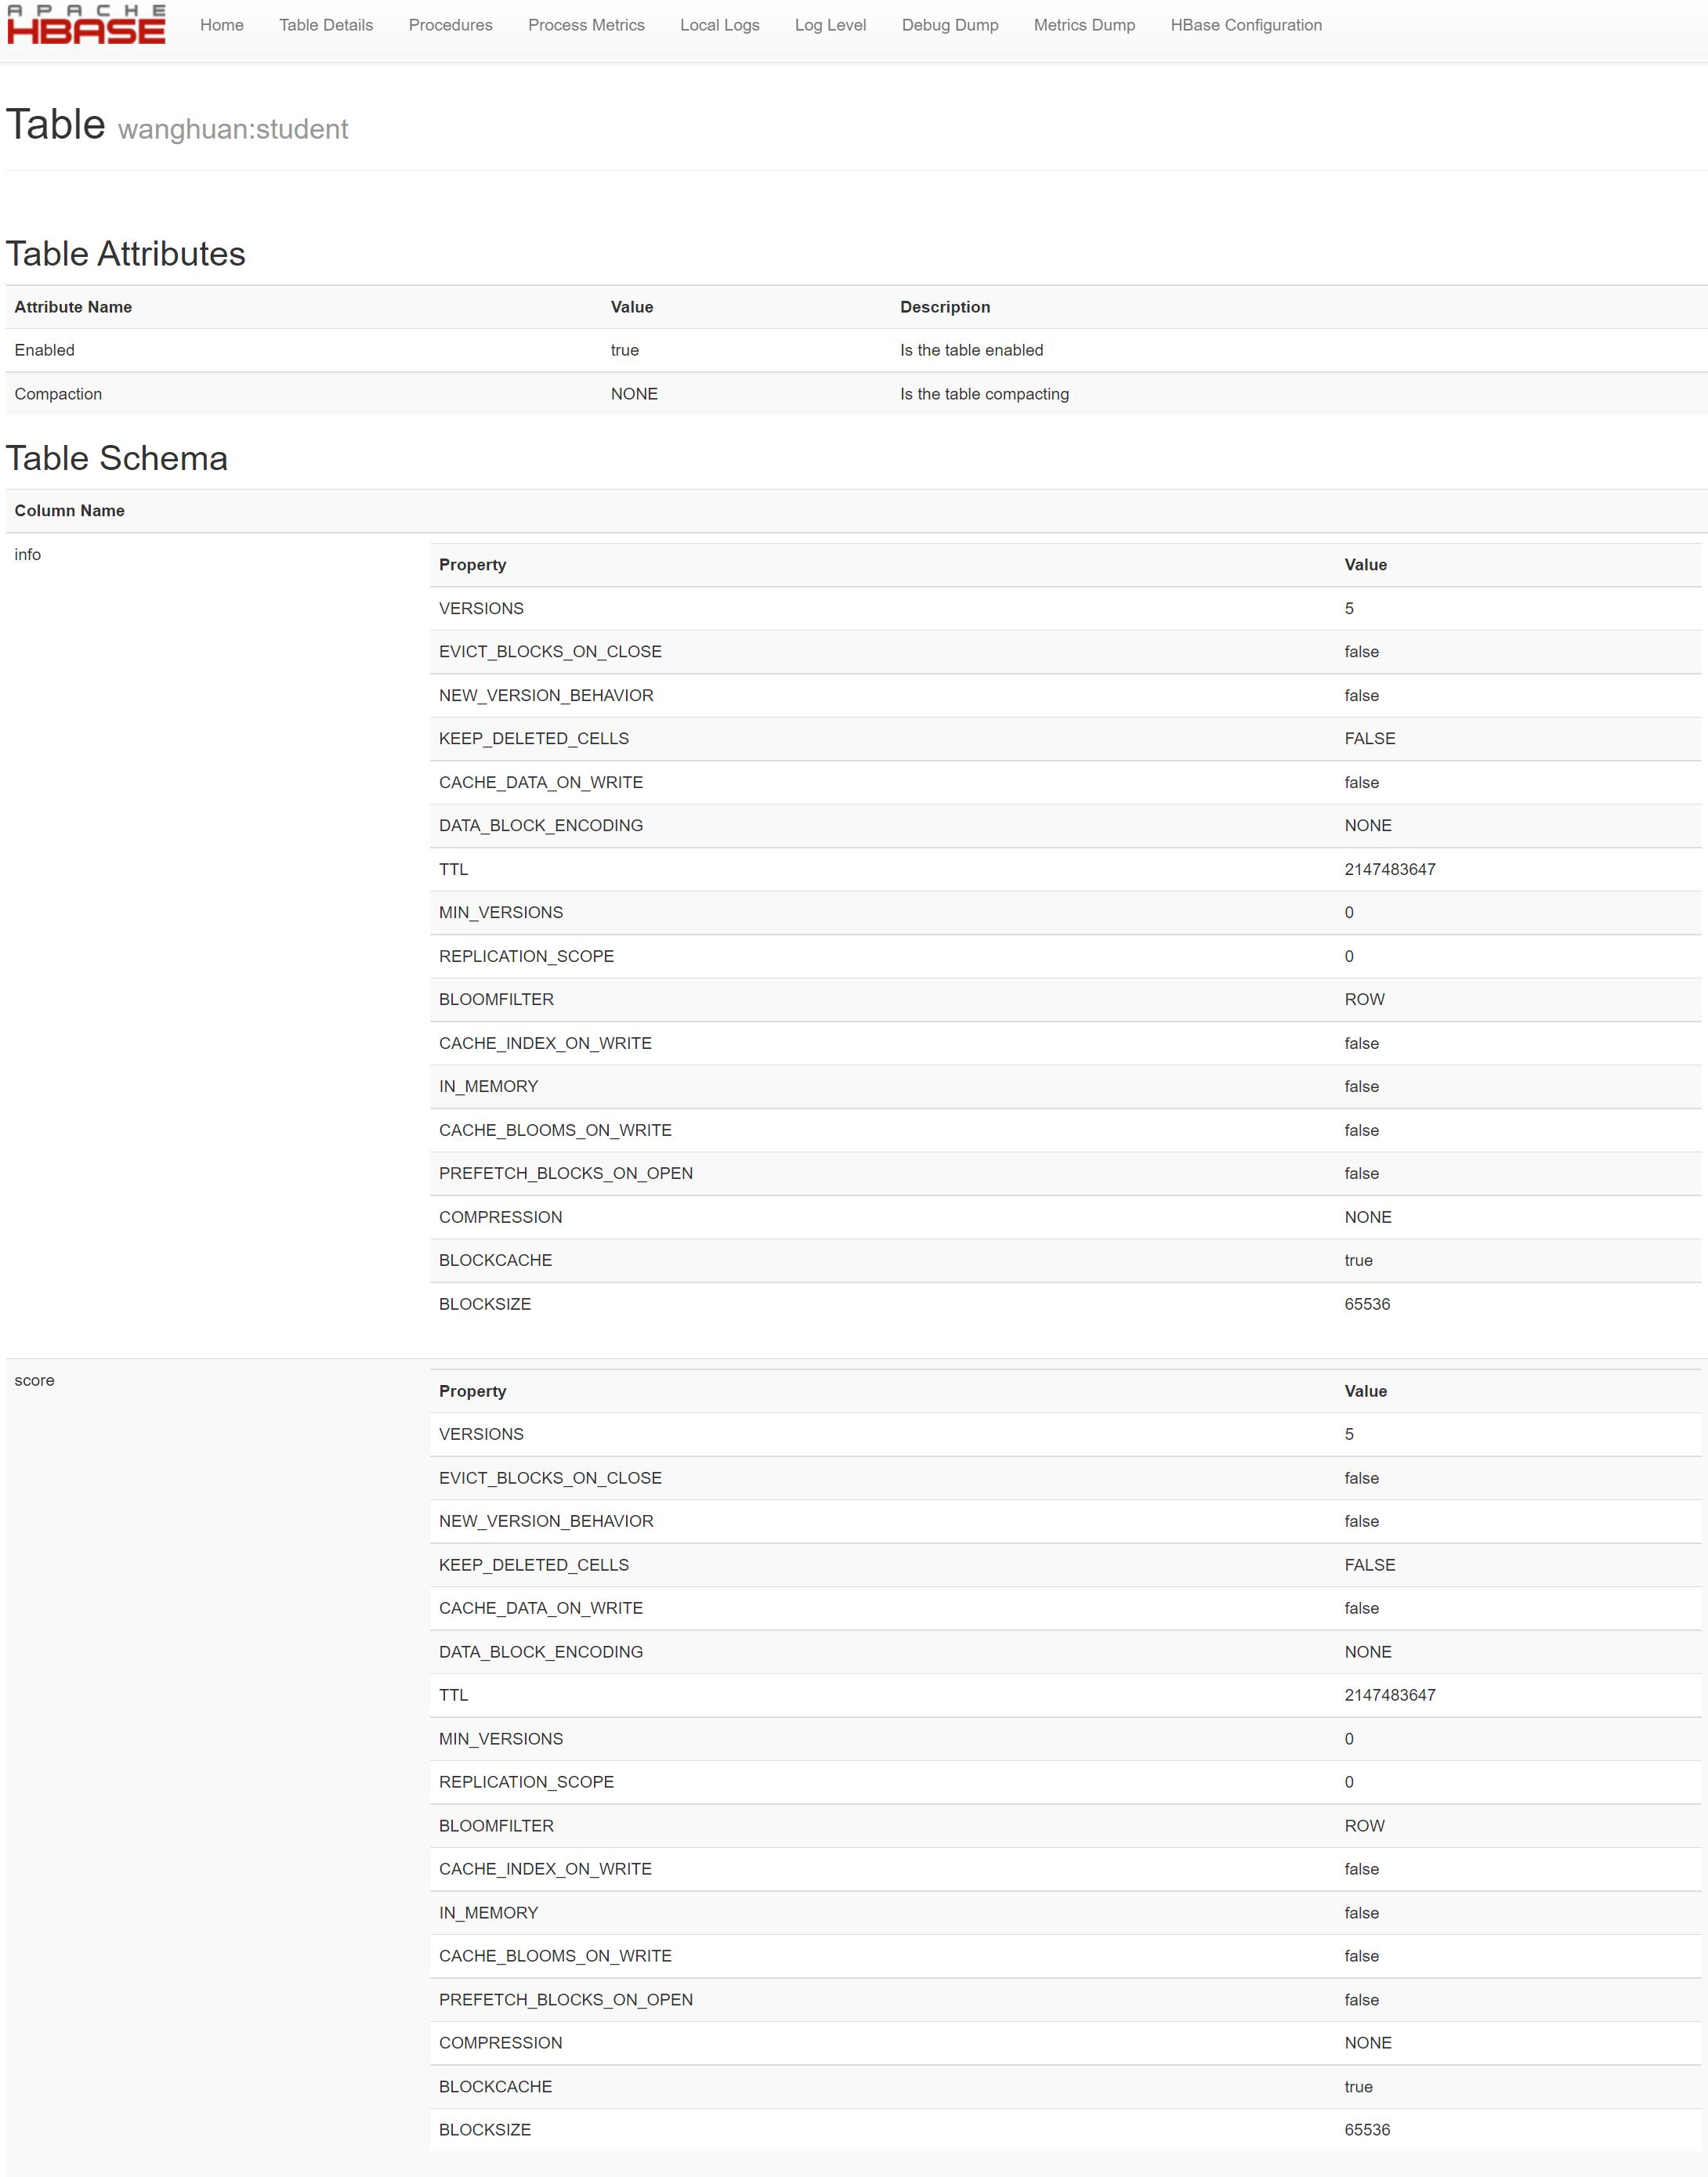 APACHE
HBASE
Home Table Details Procedures Process Metrics Local Logs Log Level Debug Dump Metrics Dump HBase Configuration
Table wanghuan:student
Table Attributes
Attribute Name Value Description
Enabled true Is the table enabled
Compaction NONE Is the table compacting
Table Schema
Column Name
info
Property Value
VERSIONS 5
EVICT_BLOCKS_ON_CLOSE false
NEW_VERSION_BEHAVIOR false
KEEP_DELETED_CELLS FALSE
CACHE_DATA_ON_WRITE false
DATA_BLOCK_ENCODING NONE
TTL 2147483647
MIN_VERSIONS 0
REPLICATION_SCOPE 0
BLOOMFILTER ROW
CACHE_INDEX_ON_WRITE false
IN_MEMORY false
CACHE_BLOOMS_ON_WRITE false
PREFETCH_BLOCKS_ON_OPEN false
COMPRESSION NONE
BLOCKCACHE true
BLOCKSIZE 65536
score
Property Value
VERSIONS 5
EVICT_BLOCKS_ON_CLOSE false
NEW_VERSION_BEHAVIOR false
KEEP_DELETED_CELLS FALSE
CACHE_DATA_ON_WRITE false
DATA_BLOCK_ENCODING NONE
TTL 2147483647
MIN_VERSIONS 0
REPLICATION_SCOPE 0
BLOOMFILTER ROW
CACHE_INDEX_ON_WRITE false
IN_MEMORY false
CACHE_BLOOMS_ON_WRITE false
PREFETCH_BLOCKS_ON_OPEN false
COMPRESSION NONE
BLOCKCACHE true
BLOCKSIZE 65536